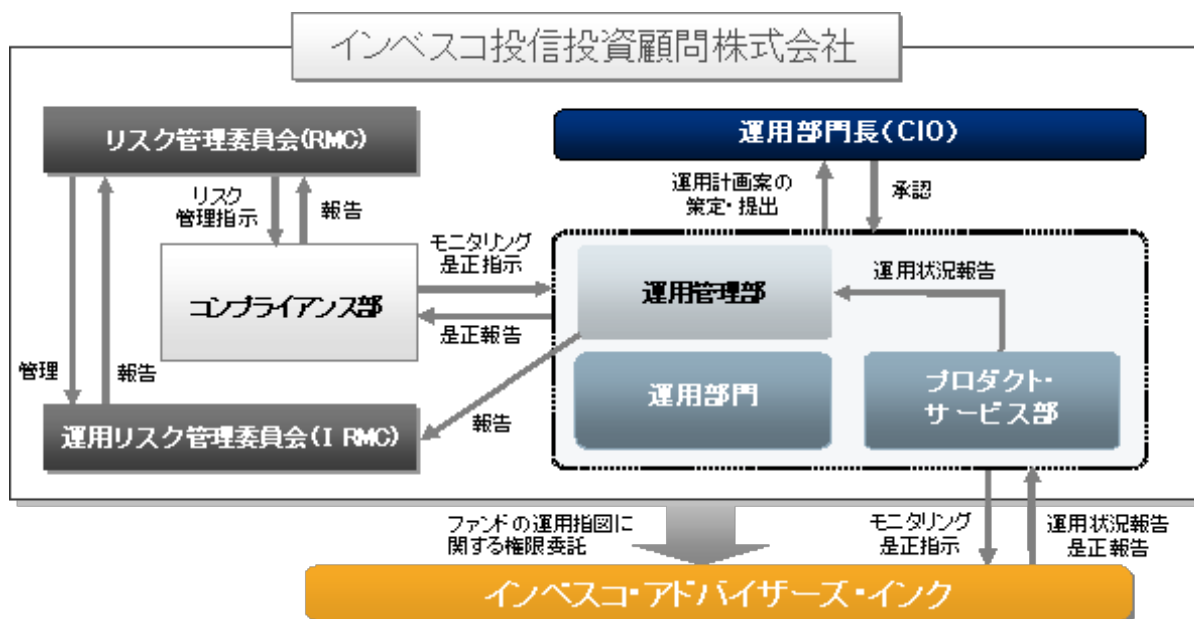 インベスコ投信投資顧問株式会社
リスク管理委員会(RMC)
運用部門長(CIO)
リスク
管理指示
報告
運用計画案の
策定・提出
承認
モニタリング
是正指示
運用状況報告
コンプライアンス部
運用管理部
是正報告
管理
報告
運用部門
プロダクト・
サービス部
報告
運用リスク管理委員会(I RMC)
ファンドの運用指図に
関する権限委託
モニタリング
是正指示
運用状況報告
是正報告
インベスコ・アドバイザーズ・インク